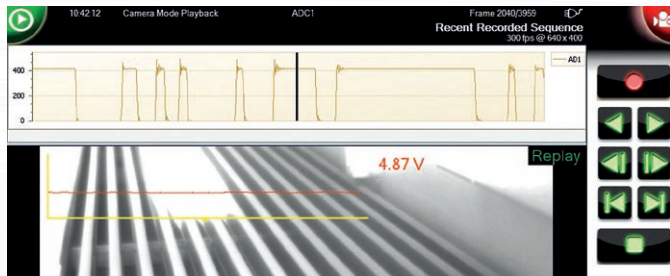 10:42:12 Camera Mode Playback ADC1 Frame 2040/3959
Recent Recorded Sequence
300 fps @ 640 x 400
AD1
400
200
0
Replay
4.87 V